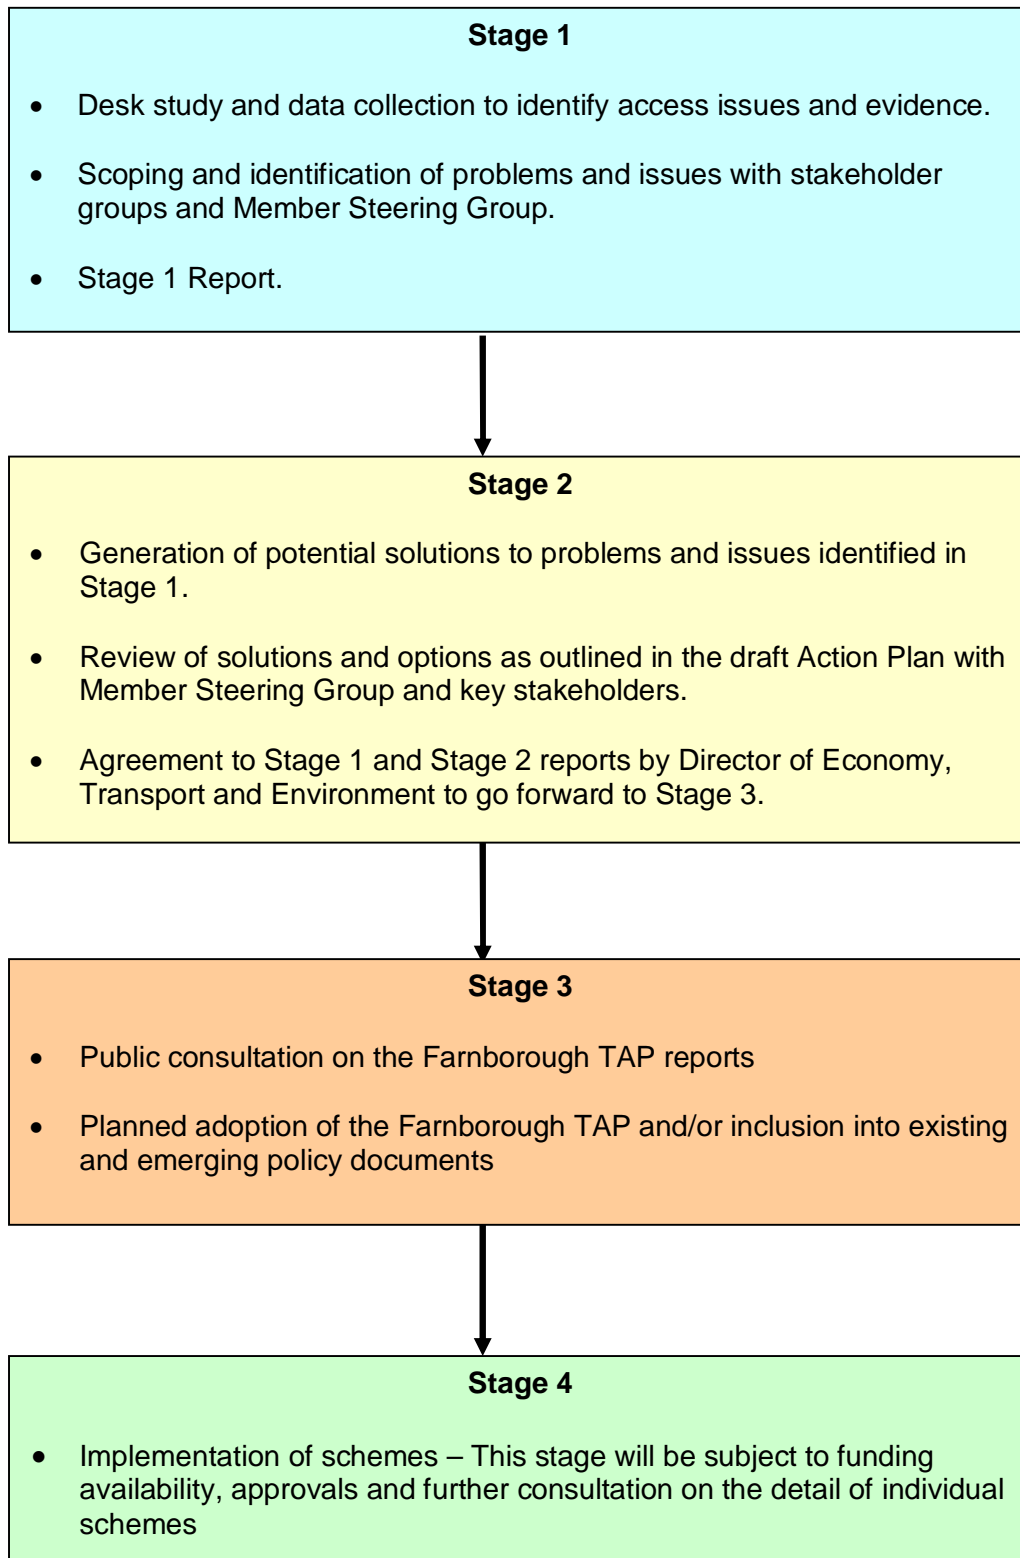 Stage 1
• Desk study and data collection to identify access issues and evidence.
• Scoping and identification of problems and issues with stakeholder
groups and Member Steering Group.
• Stage 1 Report.
Stage 2
• Generation of potential solutions to problems and issues identified in
Stage 1.
• Review of solutions and options as outlined in the draft Action Plan with
Member Steering Group and key stakeholders.
• Agreement to Stage 1 and Stage 2 reports by Director of Economy,
Transport and Environment to go forward to Stage 3.
Stage 3
• Public consultation on the Farnborough TAP reports
• Planned adoption of the Farnborough TAP and/or inclusion into existing
and emerging policy documents
Stage 4
• Implementation of schemes – This stage will be subject to funding
availability, approvals and further consultation on the detail of individual
schemes